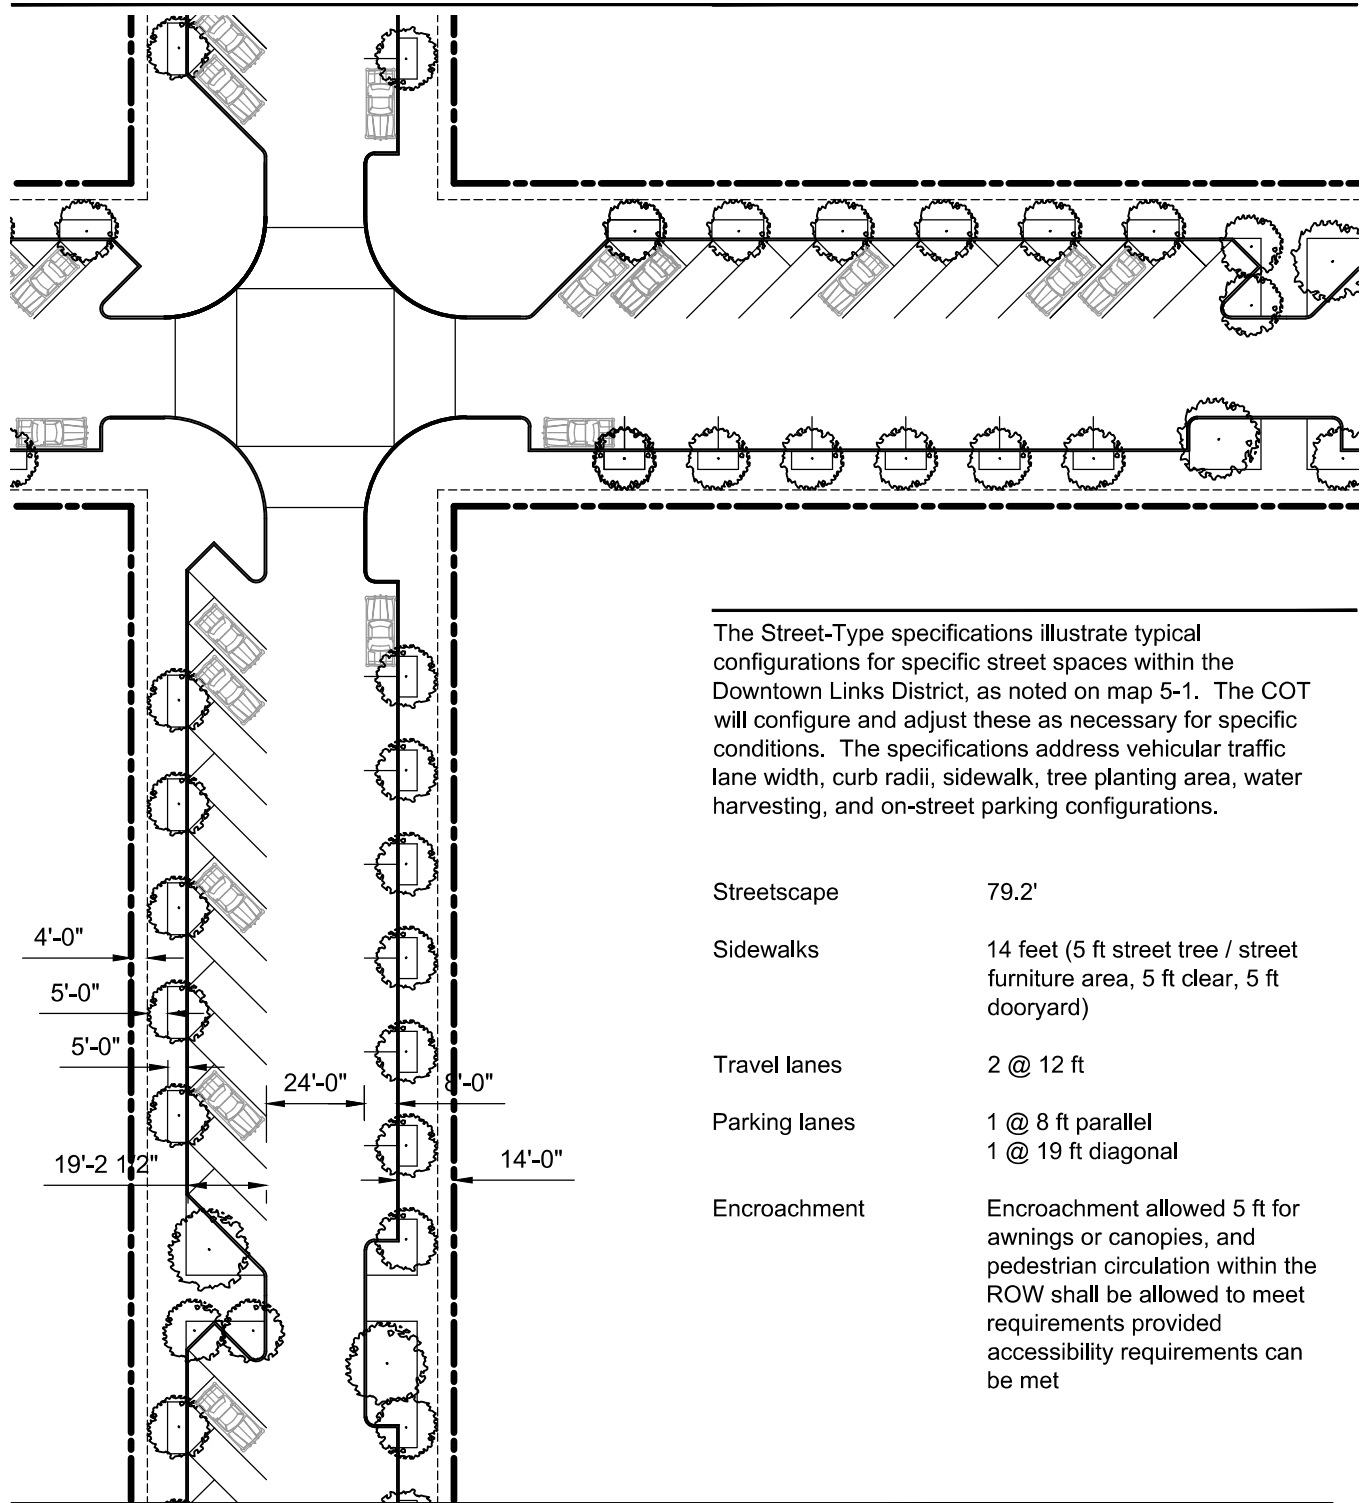 The Street-Type specifications illustrate typical
configurations for specific street spaces within the
Downtown Links District, as noted on map 5-1.  The COT
will configure and adjust these as necessary for specific
conditions.  The specifications address vehicular traffic
lane width, curb radii, sidewalk, tree planting area, water
harvesting, and on-street parking configurations.
Streetscape 79.2'
Sidewalks 14 feet (5 ft street tree / street
furniture area, 5 ft clear, 5 ft
dooryard)
Travel lanes 2 @ 12 ft
Parking lanes 1 @ 8 ft parallel
1 @ 19 ft diagonal
Encroachment Encroachment allowed 5 ft for
awnings or canopies, and
pedestrian circulation within the
ROW shall be allowed to meet
requirements provided
accessibility requirements can
be met
4'-0"
5'-0"
5'-0"
24'-0"
8'-0"
19'-2 1/2"
14'-0"